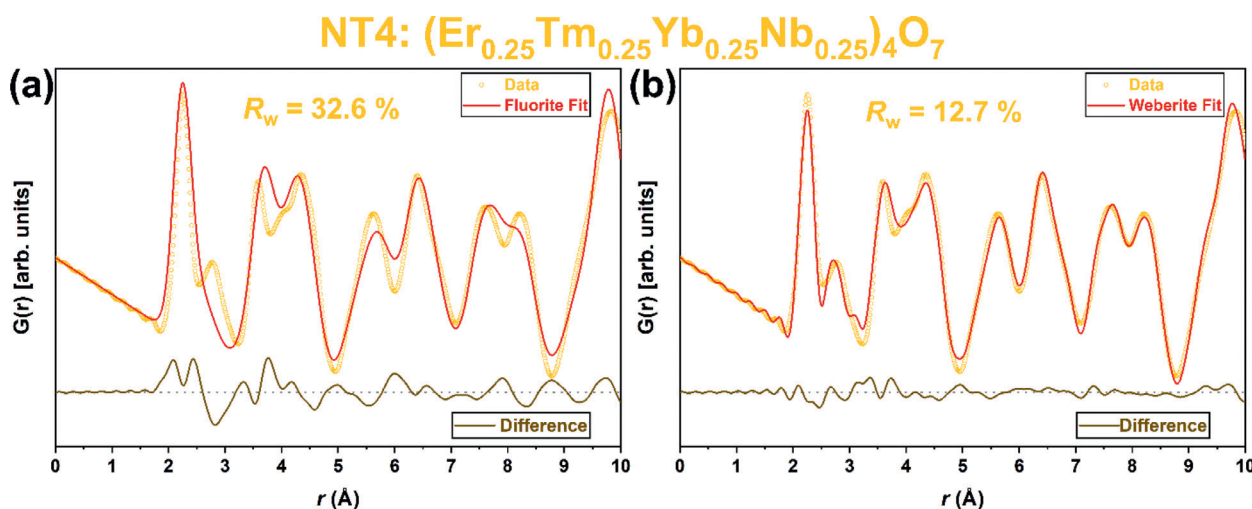 NT4: (Er0.25Tm0.25Yb0.25Nb0.25)4O7
(a)
Data
Fluorite Fit
Rw = 32.6 %
G(r) [arb. units]
Difference
0 1 2 3 4 5 6 7 8 9 10
r (Å)
(b)
Data
Weberite Fit
Rw = 12.7 %
G(r) [arb. units]
Difference
0 1 2 3 4 5 6 7 8 9 10
r (Å)